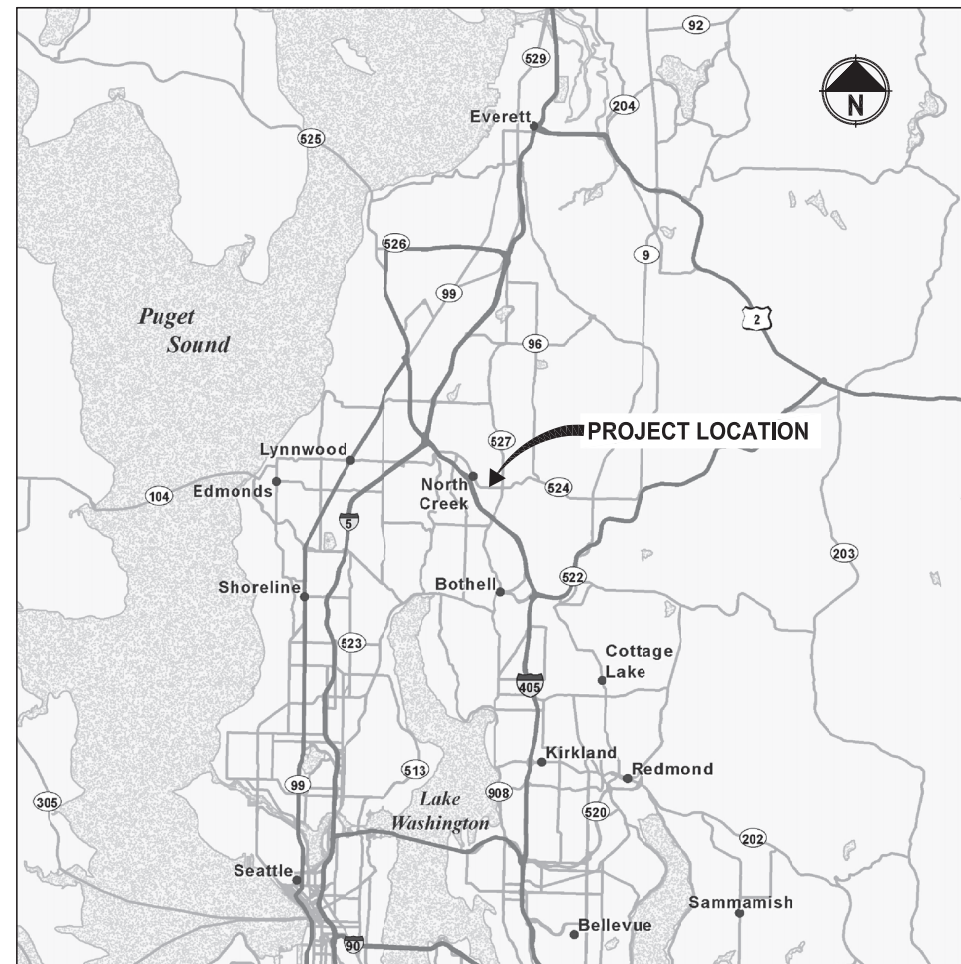 92
529
204
N
Everett
525
526
9
99
Puget
Sound
2
96
PROJECT LOCATION
527
Lynnwood
North
Creek
524
Edmonds
104
5
203
522
Shoreline
Bothell
523
Cottage
Lake
405
Kirkland
Redmond
513
99
908
305
Lake
Washington
520
202
Seattle
Sammamish
Bellevue
90